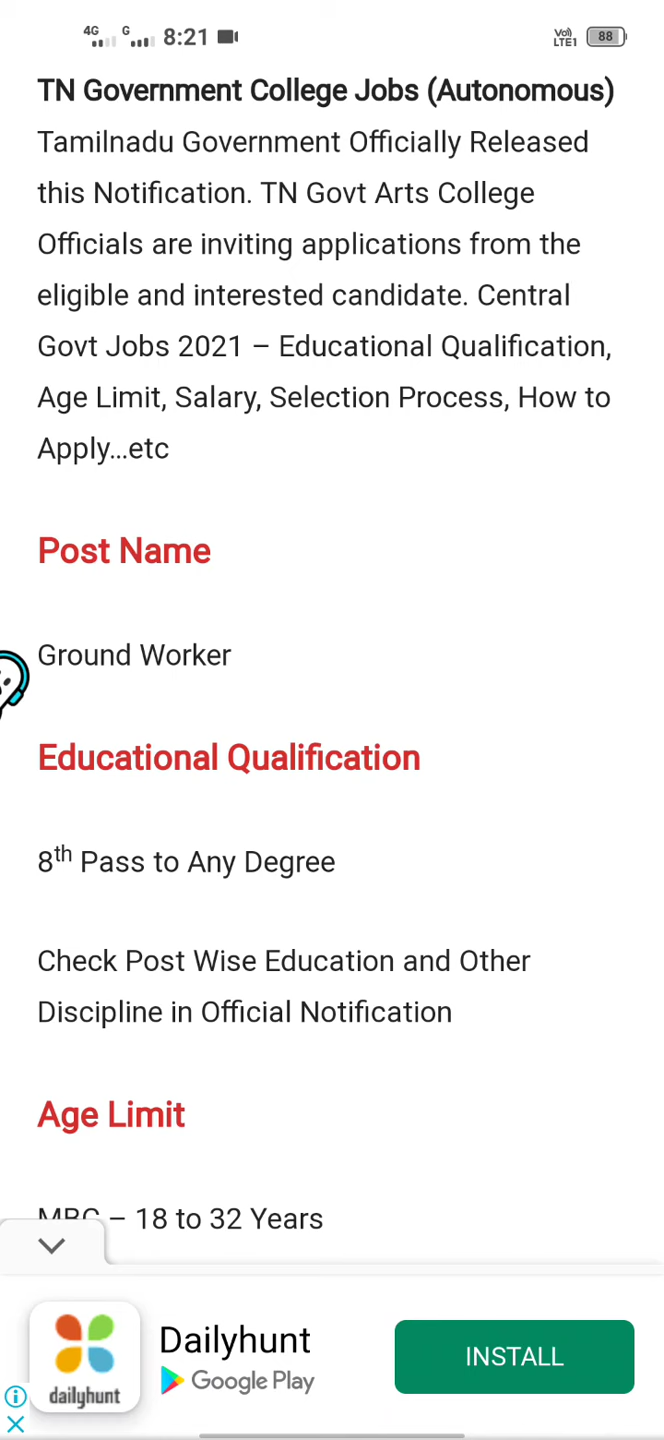 4G G 8:21 Vo) LTE1 88
TN Government College Jobs (Autonomous)
Tamilnadu Government Officially Released
this Notification. TN Govt Arts College
Officials are inviting applications from the
eligible and interested candidate. Central
Govt Jobs 2021 – Educational Qualification,
Age Limit, Salary, Selection Process, How to
Apply...etc
Post Name
Ground Worker
Educational Qualification
8th Pass to Any Degree
Check Post Wise Education and Other
Discipline in Official Notification
Age Limit
MBC – 18 to 32 Years
Dailyhunt
INSTALL
Google Play
dailyhunt